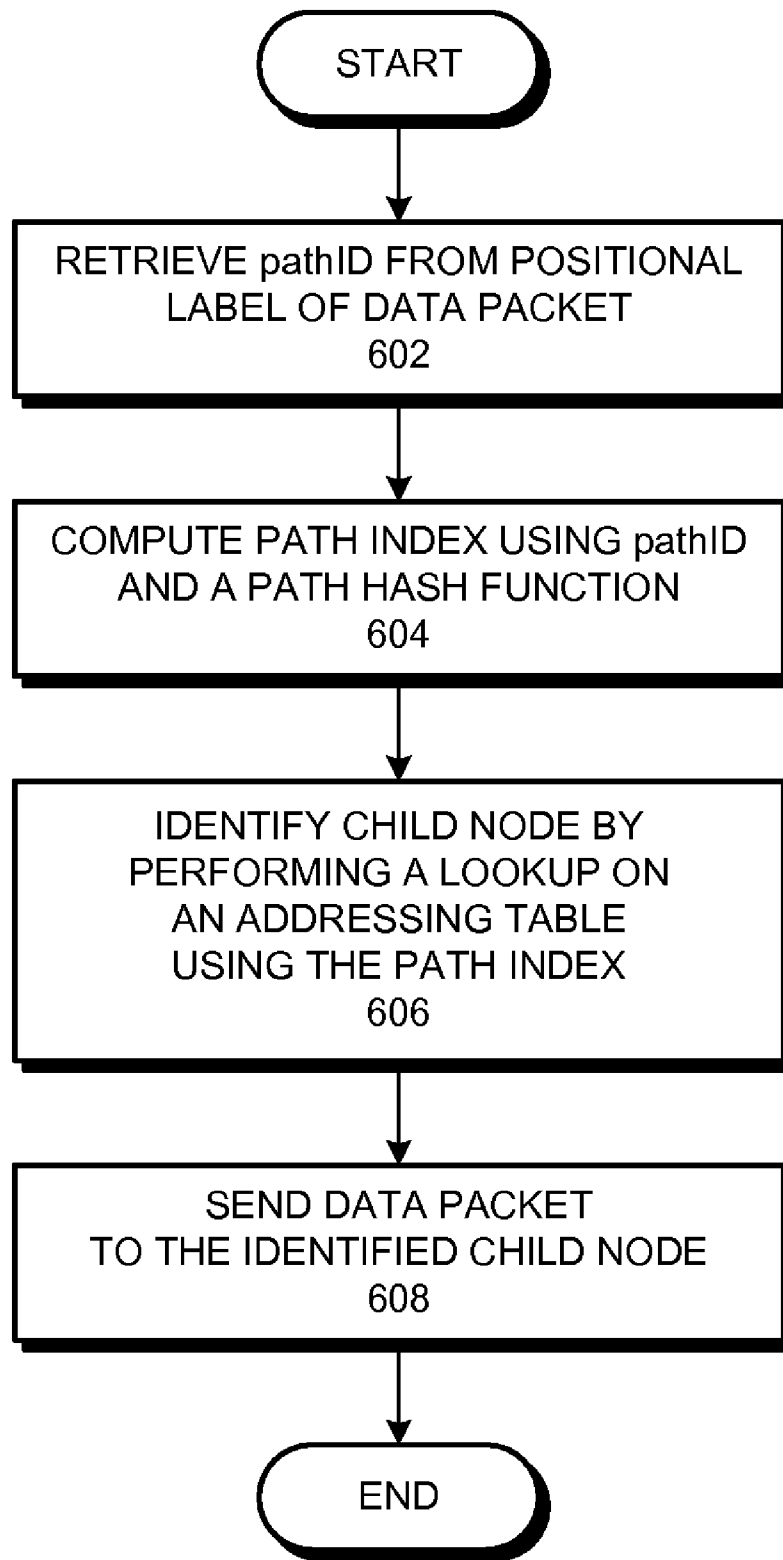 START
RETRIEVE pathID FROM POSITIONAL
LABEL OF DATA PACKET
602
COMPUTE PATH INDEX USING pathID
AND A PATH HASH FUNCTION
604
IDENTIFY CHILD NODE BY
PERFORMING A LOOKUP ON
AN ADDRESSING TABLE
USING THE PATH INDEX
606
SEND DATA PACKET
TO THE IDENTIFIED CHILD NODE
608
END